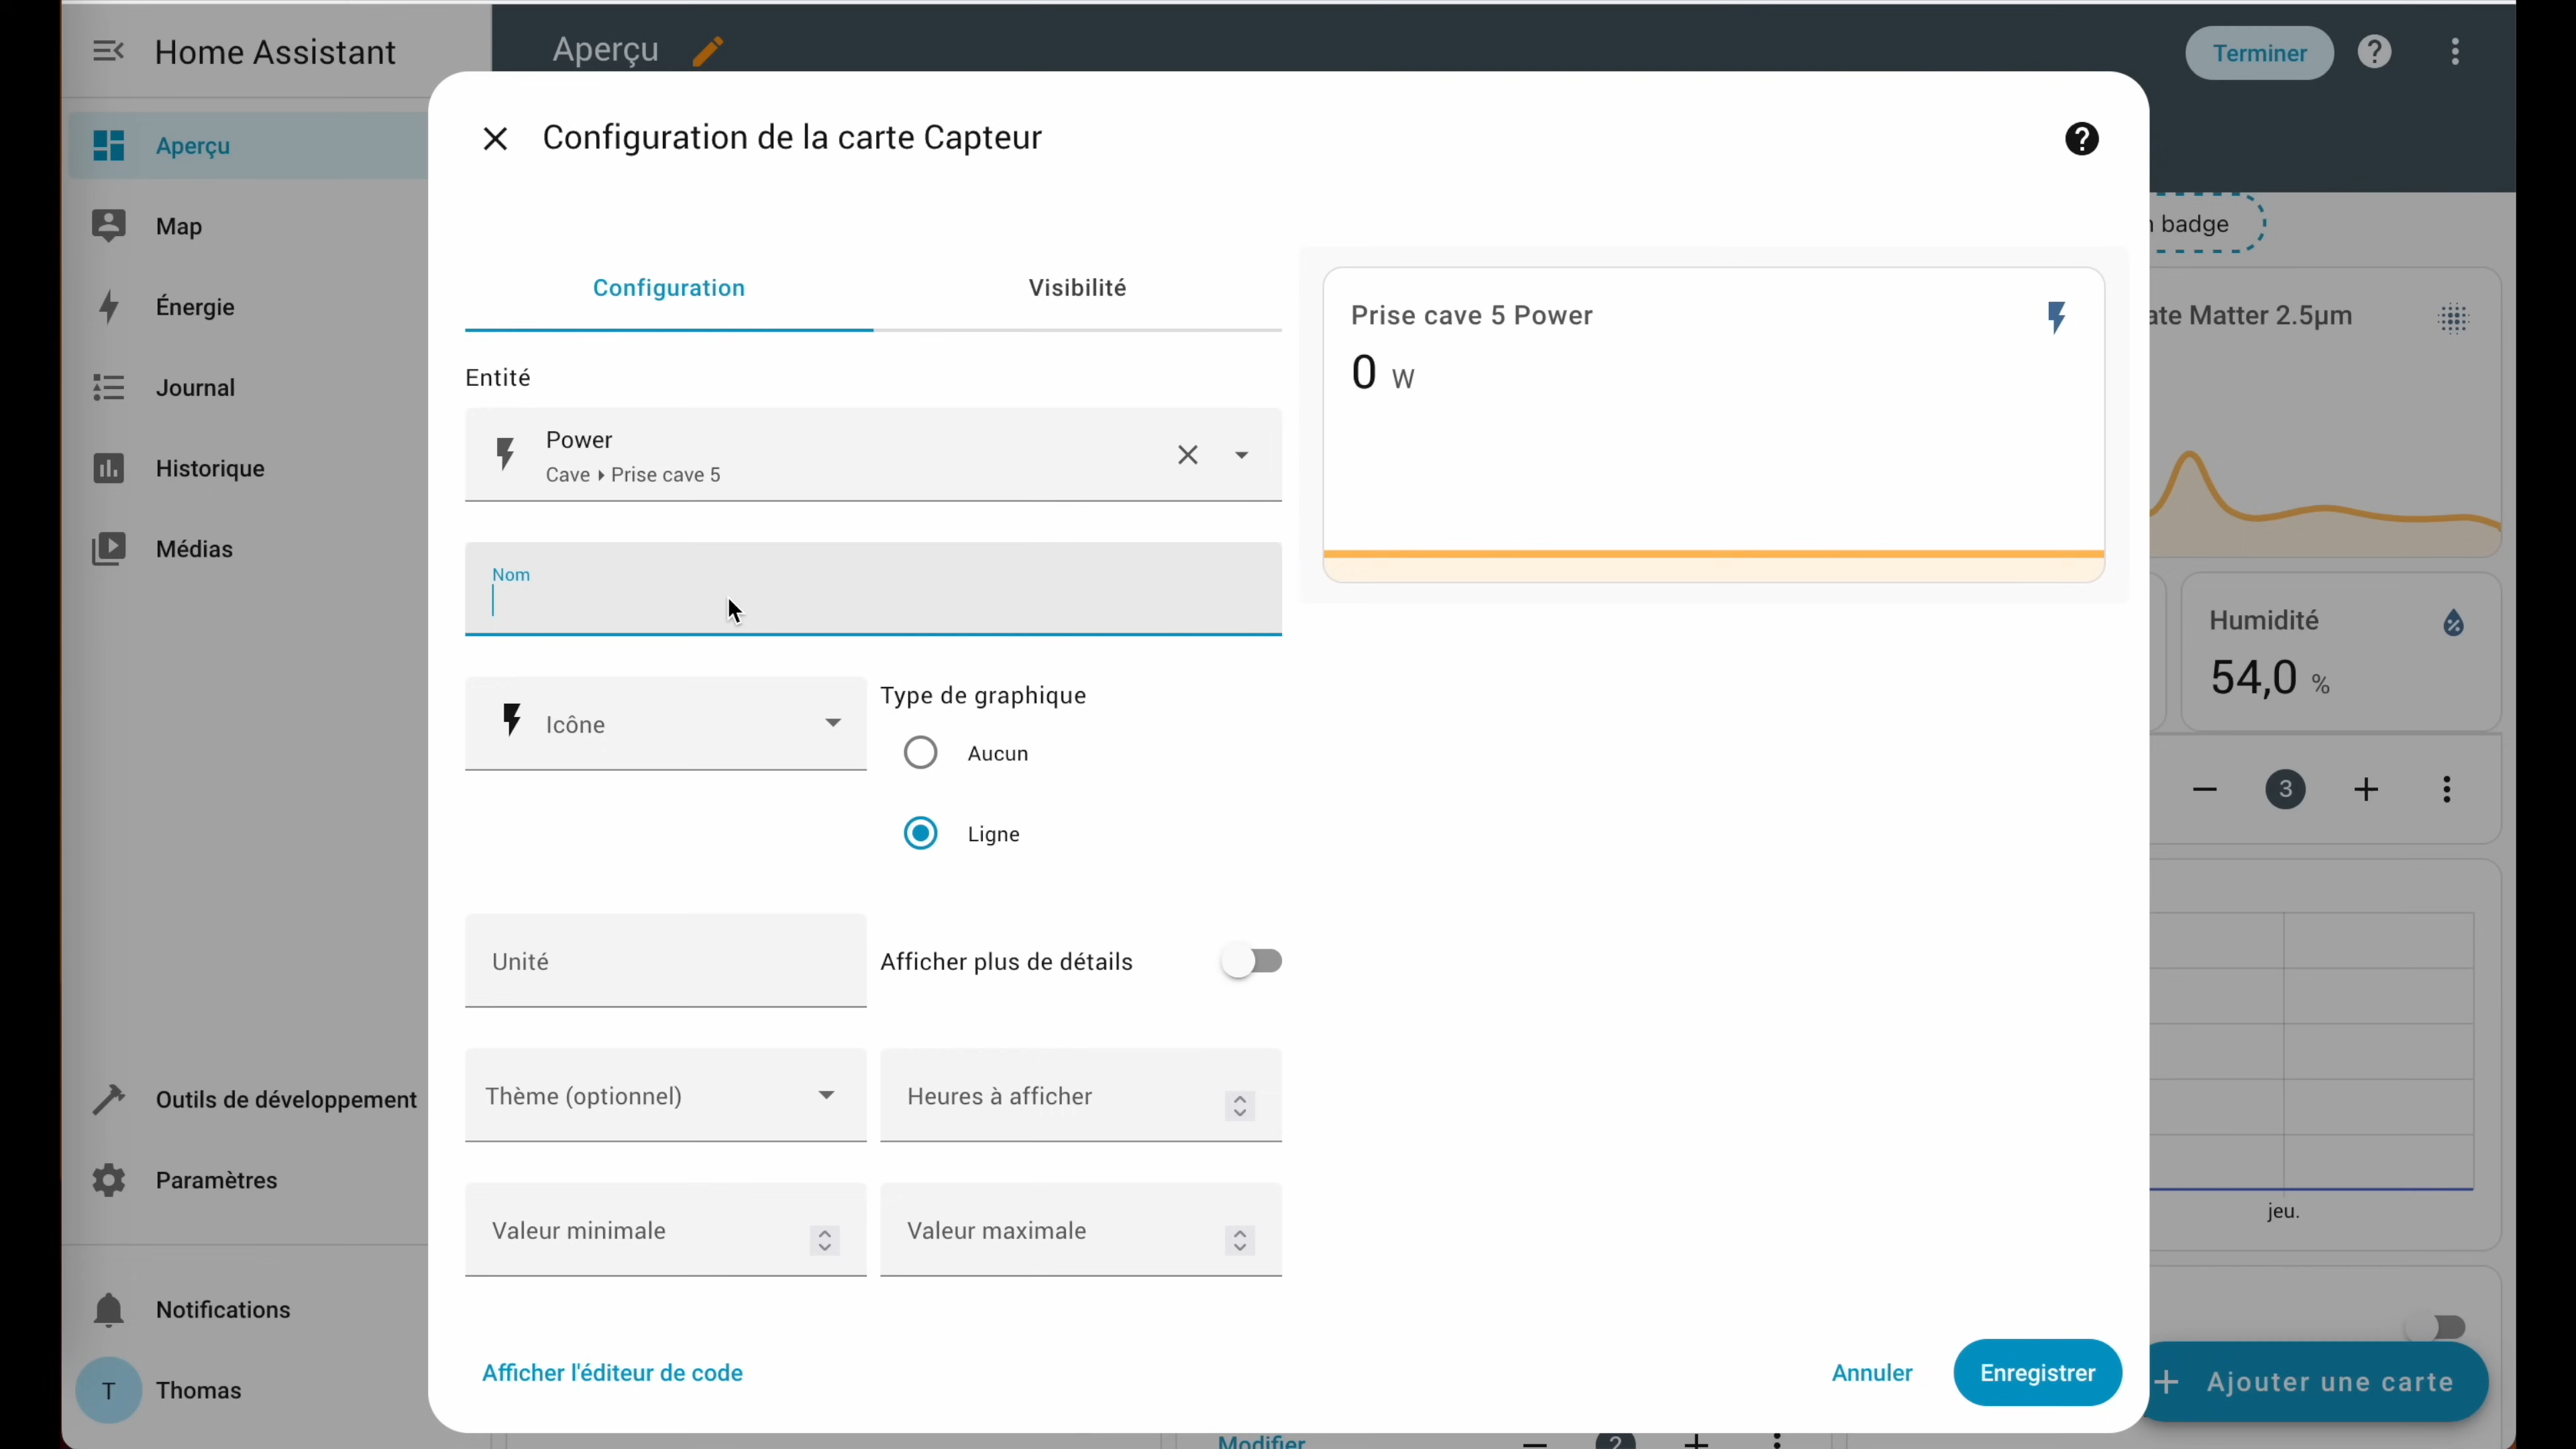 Home Assistant
Aperçu
Terminer
Configuration de la carte Capteur
Aperçu
Map
Énergie
Journal
Historique
Médias
Outils de développement
Paramètres
Notifications
T
Thomas
Configuration
Visibilité
Entité
Power
Cave ▸ Prise cave 5
Nom
Icône
Type de graphique
Aucun
Ligne
Unité
Afficher plus de détails
Thème (optionnel)
Heures à afficher
Valeur minimale
Valeur maximale
Afficher l'éditeur de code
Annuler
Enregistrer
Prise cave 5 Power
0 W
badge
ate Matter 2.5µm
Humidité
54,0 %
3
jeu.
Ajouter une carte
Modifier
2